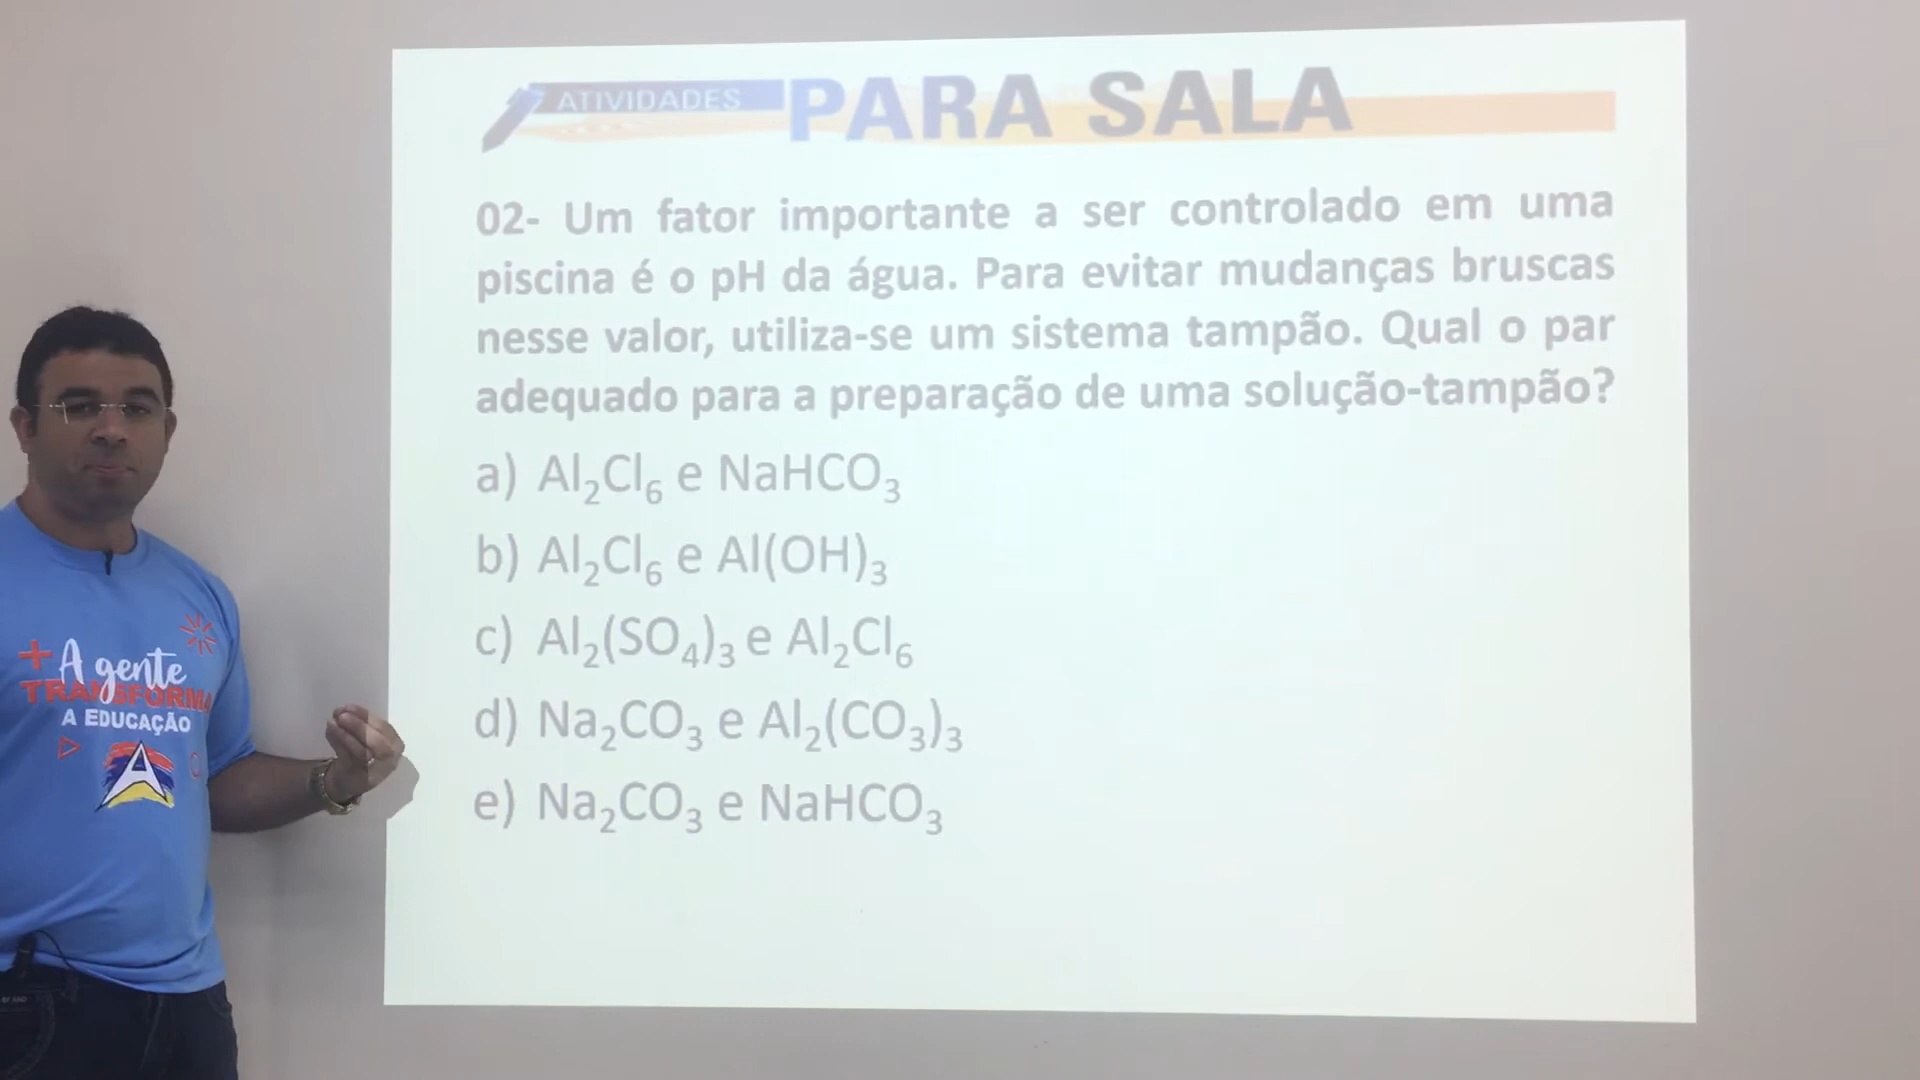 ATIVIDADES PARA SALA
02- Um fator importante a ser controlado em uma
piscina é o pH da água. Para evitar mudanças bruscas
nesse valor, utiliza-se um sistema tampão. Qual o par
adequado para a preparação de uma solução-tampão?
a) Al₂Cl₆ e NaHCO₃
b) Al₂Cl₆ e Al(OH)₃
c) Al₂(SO₄)₃ e Al₂Cl₆
d) Na₂CO₃ e Al₂(CO₃)₃
e) Na₂CO₃ e NaHCO₃
A gente
TRANSFORMA
A EDUCAÇÃO